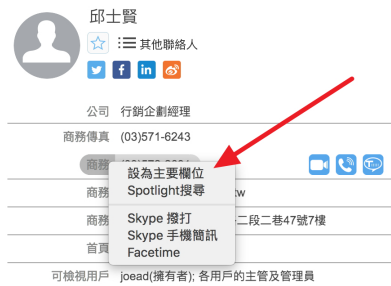 邱士賢
其他聯絡人
公司 行銷企劃經理
商務傳真 (03)571-6243
商務
設為主要欄位
Spotlight搜尋
商務 tw
Skype 撥打
商務 二段二巷47號7樓
Skype 手機簡訊
首頁 Facetime
可檢視用戶 joead(擁有者); 各用戶的主管及管理員